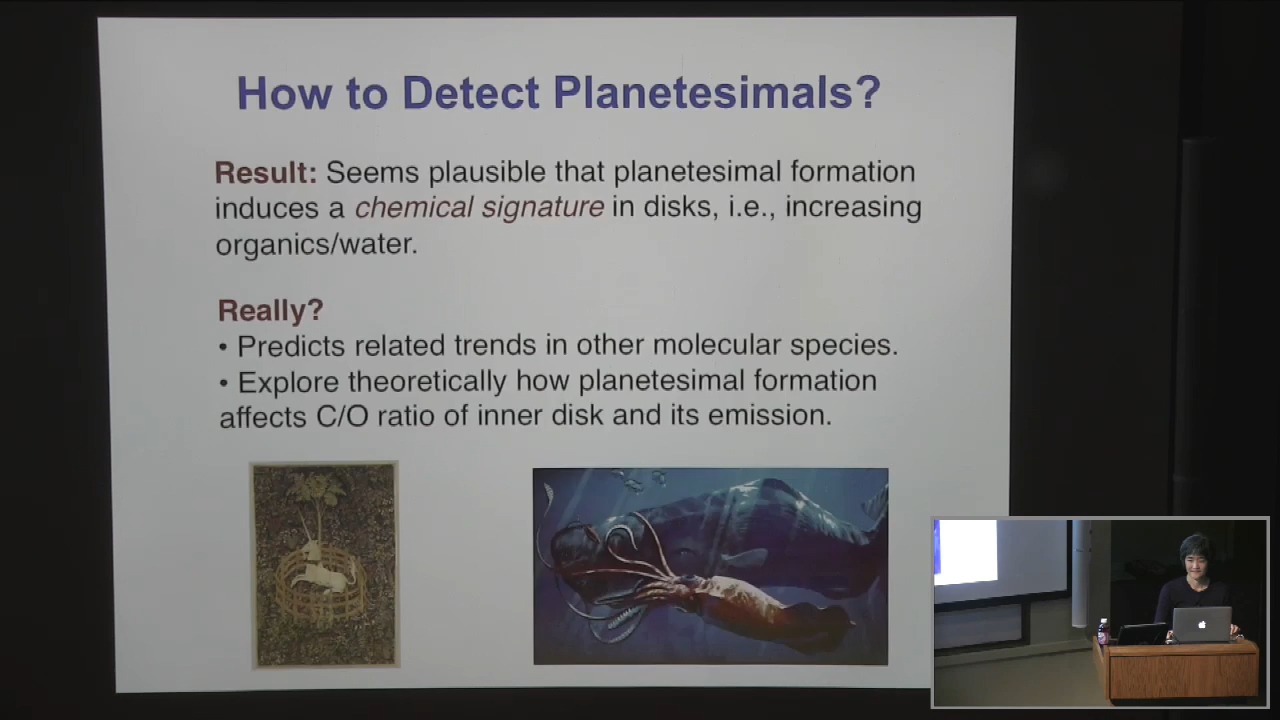 How to Detect Planetesimals?
Result: Seems plausible that planetesimal formation
induces a chemical signature in disks, i.e., increasing
organics/water.
Really?
• Predicts related trends in other molecular species.
• Explore theoretically how planetesimal formation
affects C/O ratio of inner disk and its emission.